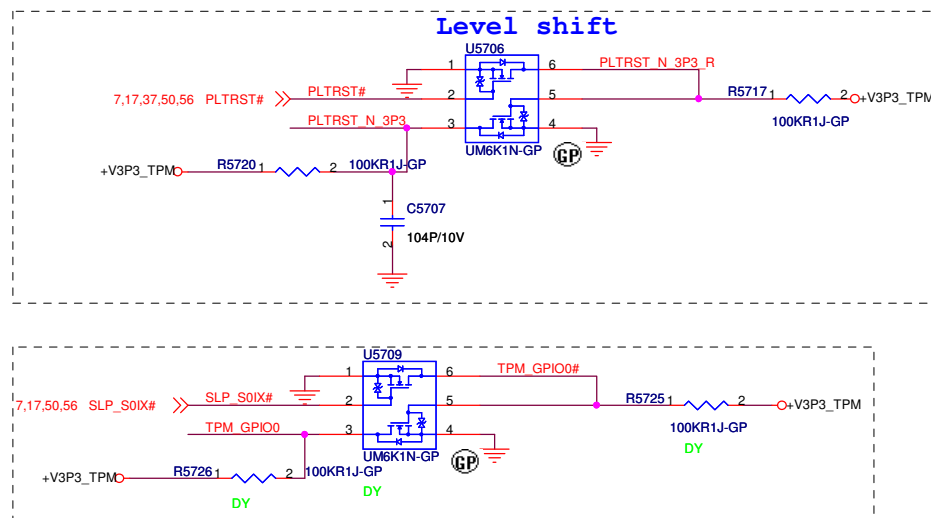 Level shift
U5706
1
6
PLTRST_N_3P3_R
7,17,37,50,56 PLTRST#
PLTRST#
2
5
R5717 1
2
+V3P3_TPM
100KR1J-GP
PLTRST_N_3P3
3
4
UM6K1N-GP
GP
+V3P3_TPM
R5720 1
2
100KR1J-GP
1
C5707
104P/10V
2
U5709
1
6
TPM_GPIO0#
7,17,50,56 SLP_S0IX#
SLP_S0IX#
2
5
R5725 1
2
+V3P3_TPM
100KR1J-GP
DY
TPM_GPIO0
3
4
UM6K1N-GP
GP
DY
+V3P3_TPM
R5726 1
2
100KR1J-GP
DY